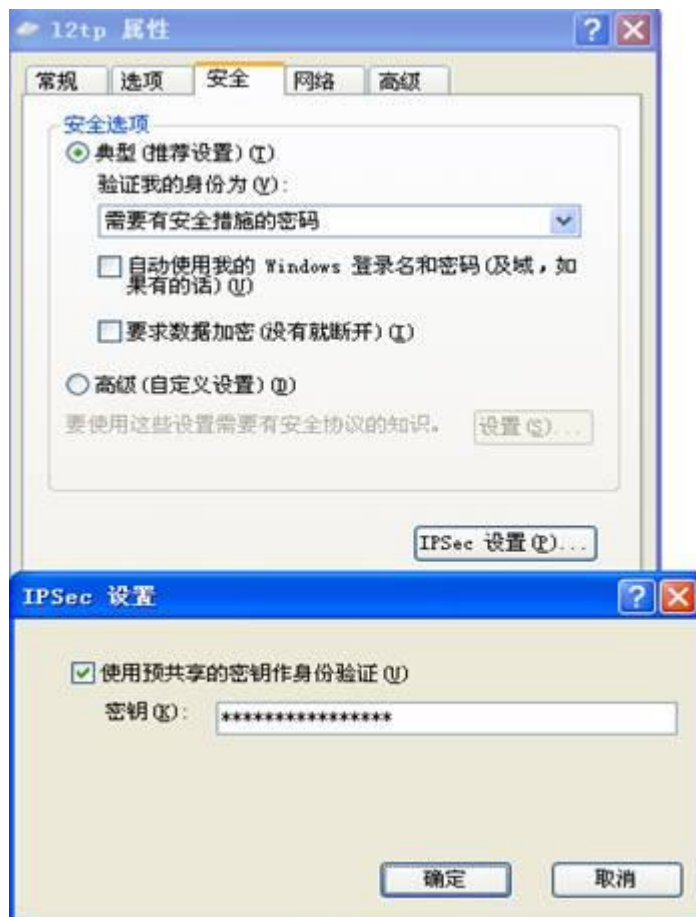 l2tp 属性
常规 选项 安全 网络 高级
安全选项
典型(推荐设置)(T)
验证我的身份为(V):
需要有安全措施的密码
自动使用我的 Windows 登录名和密码(及域,如
果有的话)(U)
要求数据加密(没有就断开)(I)
高级(自定义设置)(D)
要使用这些设置需要有安全协议的知识。 设置(S)...
IPSec 设置(P)...
IPSec 设置
使用预共享的密钥作身份验证(U)
密钥(K): ****************
确定 取消